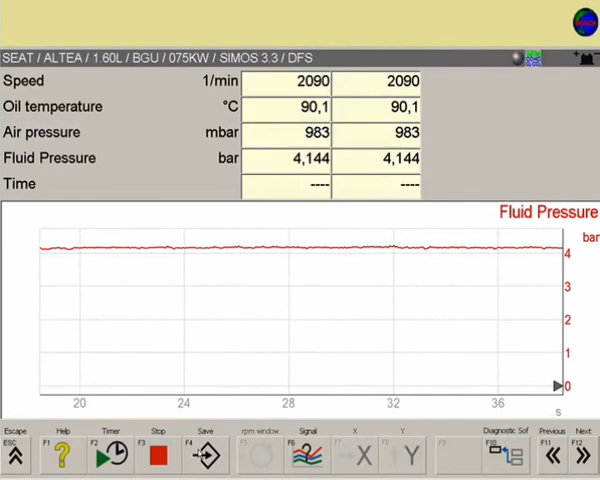 SEAT / ALTEA / 1.60L / BGU / 075KW / SIMOS 3.3 / DFS
Speed 1/min 2090 2090
Oil temperature °C 90,1 90,1
Air pressure mbar 983 983
Fluid Pressure bar 4,144 4,144
Time ---- ----
Fluid Pressure
bar
4
3
2
1
0
20 24 28 32 36 s
Escape Help Timer Stop Save rpm window Signal X Y Diagnostic Sof Previous Next
ESC F1 F2 F3 F4 F5 F6 F7 F8 F9 F10 F11 F12
X Y